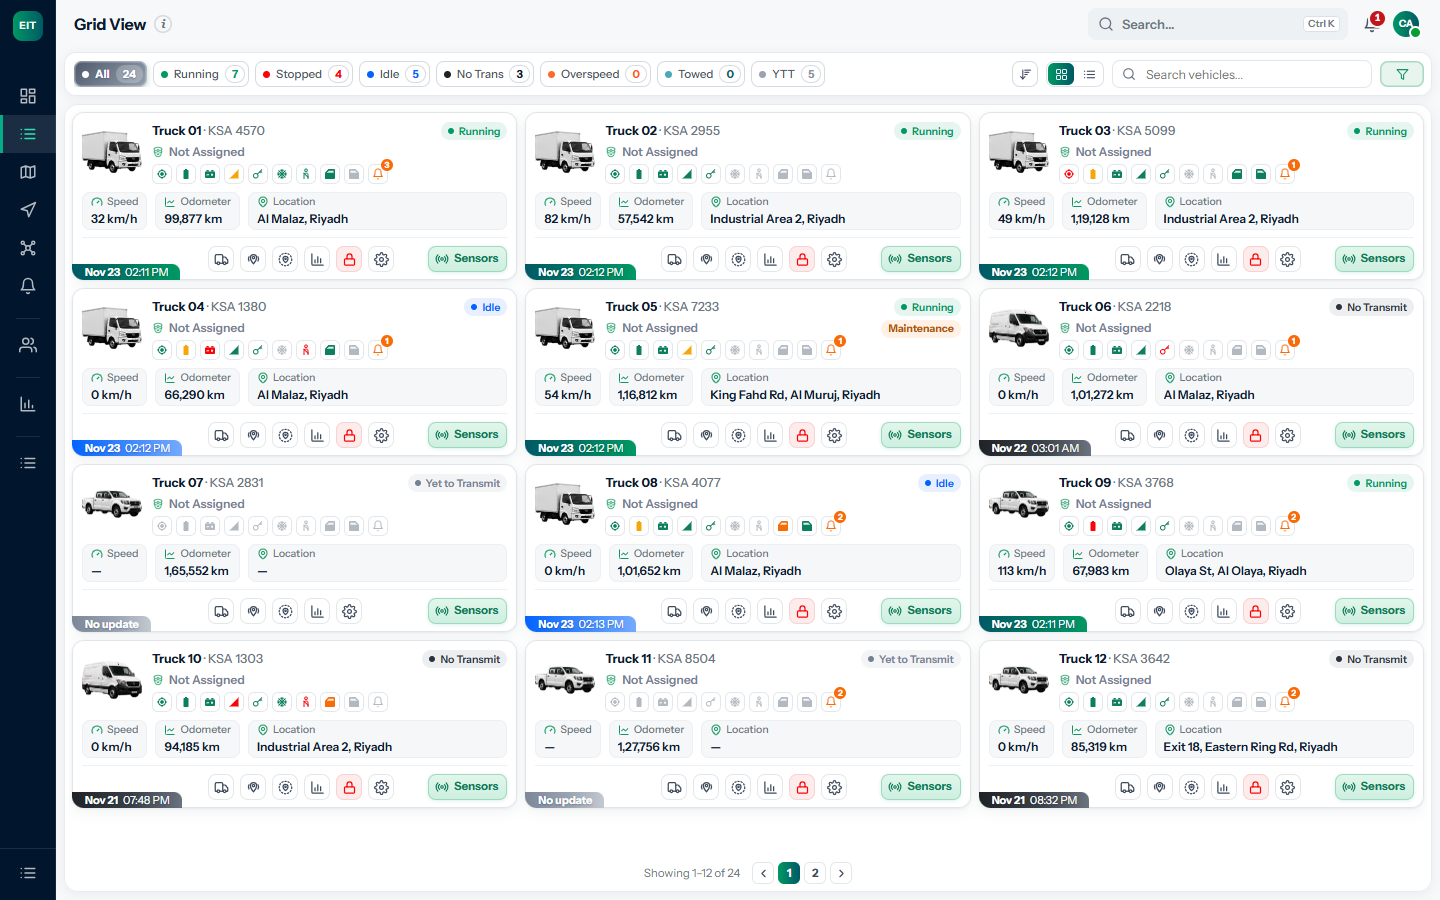 EIT
Grid View
Search...
Ctrl K
1
CA
All 24
Running 7
Stopped 4
Idle 5
No Trans 3
Overspeed 0
Towed 0
YTT 5
Search vehicles...
Truck 01 · KSA 4570
Running
Not Assigned
3
Speed
Odometer
Location
32 km/h
99,877 km
Al Malaz, Riyadh
Nov 23 02:11 PM
Sensors
Truck 02 · KSA 2955
Running
Not Assigned
Speed
Odometer
Location
82 km/h
57,542 km
Industrial Area 2, Riyadh
Nov 23 02:12 PM
Sensors
Truck 03 · KSA 5099
Running
Not Assigned
1
Speed
Odometer
Location
49 km/h
1,19,128 km
Industrial Area 2, Riyadh
Nov 23 02:12 PM
Sensors
Truck 04 · KSA 1380
Idle
Not Assigned
1
Speed
Odometer
Location
0 km/h
66,290 km
Al Malaz, Riyadh
Nov 23 02:12 PM
Sensors
Truck 05 · KSA 7233
Running
Not Assigned
Maintenance
1
Speed
Odometer
Location
54 km/h
1,16,812 km
King Fahd Rd, Al Muruj, Riyadh
Nov 23 02:12 PM
Sensors
Truck 06 · KSA 2218
No Transmit
Not Assigned
1
Speed
Odometer
Location
0 km/h
1,01,272 km
Al Malaz, Riyadh
Nov 22 03:01 AM
Sensors
Truck 07 · KSA 2831
Yet to Transmit
Not Assigned
Speed
Odometer
Location
—
1,65,552 km
—
No update
Sensors
Truck 08 · KSA 4077
Idle
Not Assigned
2
Speed
Odometer
Location
0 km/h
1,01,652 km
Al Malaz, Riyadh
Nov 23 02:13 PM
Sensors
Truck 09 · KSA 3768
Running
Not Assigned
2
Speed
Odometer
Location
113 km/h
67,983 km
Olaya St, Al Olaya, Riyadh
Nov 23 02:11 PM
Sensors
Truck 10 · KSA 1303
No Transmit
Not Assigned
Speed
Odometer
Location
0 km/h
94,185 km
Industrial Area 2, Riyadh
Nov 21 07:48 PM
Sensors
Truck 11 · KSA 8504
Yet to Transmit
Not Assigned
2
Speed
Odometer
Location
—
1,27,756 km
—
No update
Sensors
Truck 12 · KSA 3642
No Transmit
Not Assigned
2
Speed
Odometer
Location
0 km/h
85,319 km
Exit 18, Eastern Ring Rd, Riyadh
Nov 21 08:32 PM
Sensors
Showing 1–12 of 24
1
2